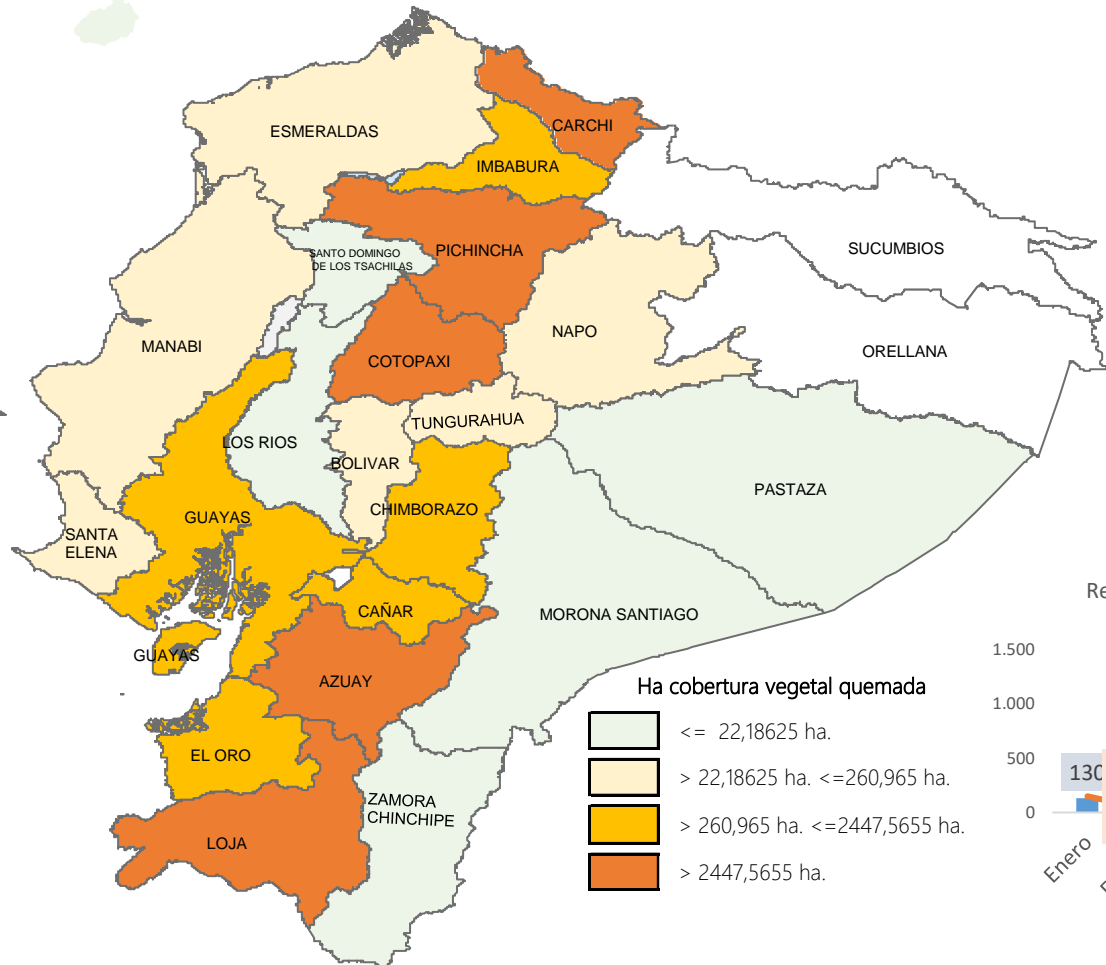 ESMERALDAS
CARCHI
IMBABURA
PICHINCHA
SUCUMBIOS
SANTO DOMINGO
DE LOS TSACHILAS
NAPO
MANABI
ORELLANA
COTOPAXI
TUNGURAHUA
LOS RIOS
BOLIVAR
PASTAZA
CHIMBORAZO
GUAYAS
SANTA
ELENA
CAÑAR
MORONA SANTIAGO
GUAYAS
AZUAY
EL ORO
ZAMORA
CHINCHIPE
LOJA
Ha cobertura vegetal quemada
<= 22,18625 ha.
> 22,18625 ha. <=260,965 ha.
> 260,965 ha. <=2447,5655 ha.
> 2447,5655 ha.
Re
1.500
1.000
500
130
0
Enero